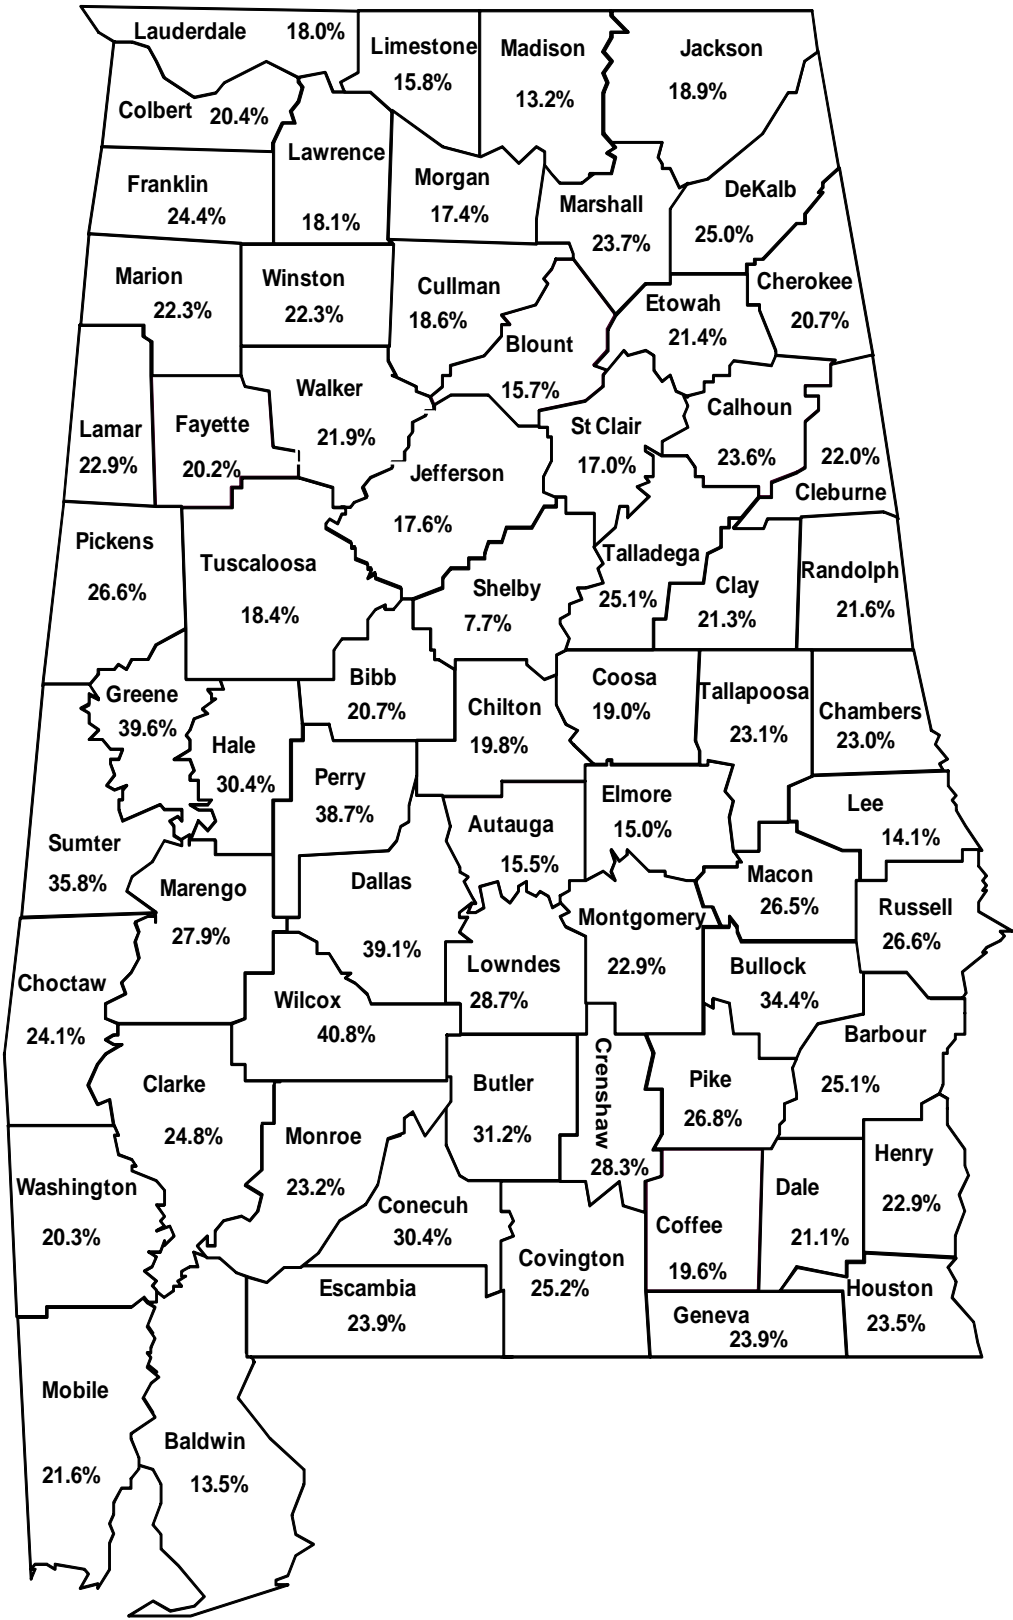 Lauderdale 18.0%
Limestone
15.8%
Madison
13.2%
Jackson
18.9%
Colbert 20.4%
Lawrence
18.1%
Franklin
24.4%
Morgan
17.4%
Marshall
23.7%
DeKalb
25.0%
Marion
22.3%
Winston
22.3%
Cullman
18.6%
Blount
15.7%
Etowah
21.4%
Cherokee
20.7%
Lamar
22.9%
Fayette
20.2%
Walker
21.9%
Jefferson
17.6%
St Clair
17.0%
Calhoun
23.6%
22.0%
Cleburne
Pickens
26.6%
Tuscaloosa
18.4%
Shelby
7.7%
Talladega
25.1%
Clay
21.3%
Randolph
21.6%
Greene
39.6%
Hale
30.4%
Bibb
20.7%
Chilton
19.8%
Coosa
19.0%
Tallapoosa
23.1%
Chambers
23.0%
Sumter
35.8%
Perry
38.7%
Autauga
15.5%
Elmore
15.0%
Lee
14.1%
Marengo
27.9%
Dallas
39.1%
Lowndes
28.7%
Montgomery
22.9%
Macon
26.5%
Russell
26.6%
Choctaw
24.1%
Wilcox
40.8%
Bullock
34.4%
Barbour
25.1%
Clarke
24.8%
Monroe
23.2%
Butler
31.2%
Crenshaw
28.3%
Pike
26.8%
Henry
22.9%
Washington
20.3%
Conecuh
30.4%
Covington
25.2%
Coffee
19.6%
Dale
21.1%
Escambia
23.9%
Geneva
23.9%
Houston
23.5%
Mobile
21.6%
Baldwin
13.5%